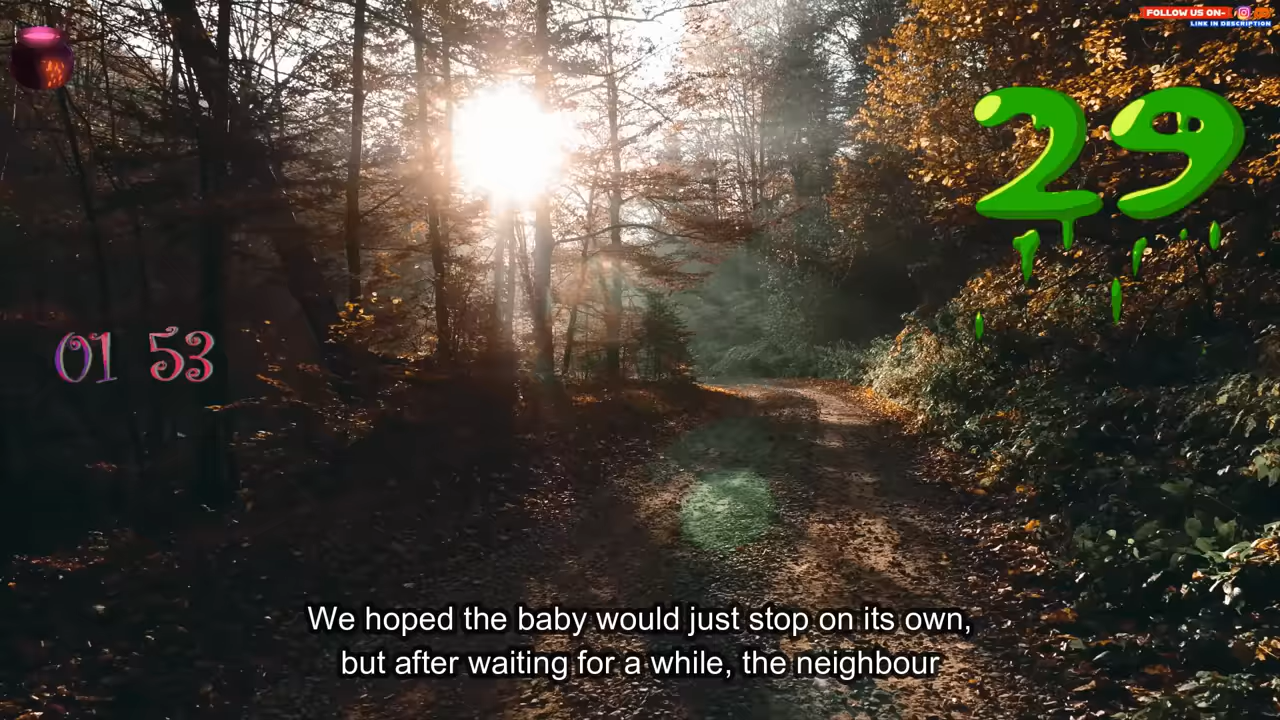 FOLLOW US ON-
LINK IN DESCRIPTION
29
01 53
We hoped the baby would just stop on its own,
but after waiting for a while, the neighbour